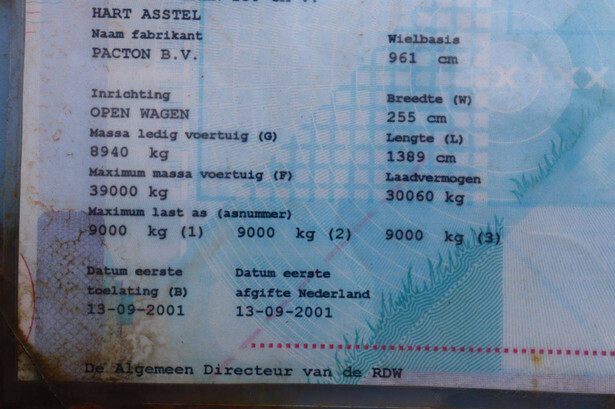 HART ASSTEL
Naam fabrikant Wielbasis
PACTON B.V. 961 cm
Inrichting Breedte (W)
OPEN WAGEN 255 cm
Massa ledig voertuig (G) Lengte (L)
8940 kg 1389 cm
Maximum massa voertuig (F) Laadvermogen
39000 kg 30060 kg
Maximum last as (asnummer)
9000 kg (1) 9000 kg (2) 9000 kg (3)
Datum eerste Datum eerste
toelating (B) afgifte Nederland
13-09-2001 13-09-2001
De Algemeen Directeur van de RDW